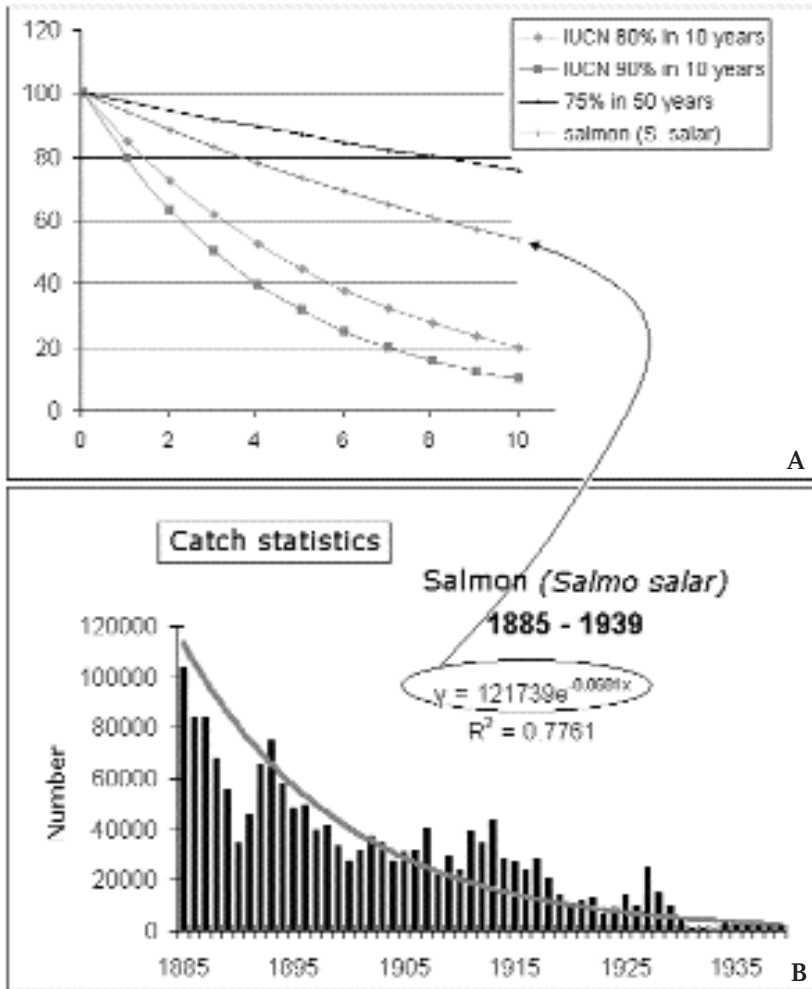 120
100
80
60
40
20
0
0 2 4 6 8 10
IUCN 80% in 10 years
IUCN 90% in 10 years
75% in 50 years
salmon (S. salar)
A
Catch statistics
Salmon (Salmo salar)
1885 - 1939
y = 121739e
R² = 0.7761
Number
120000
100000
80000
60000
40000
20000
0
1885 1895 1905 1915 1925 1935
B